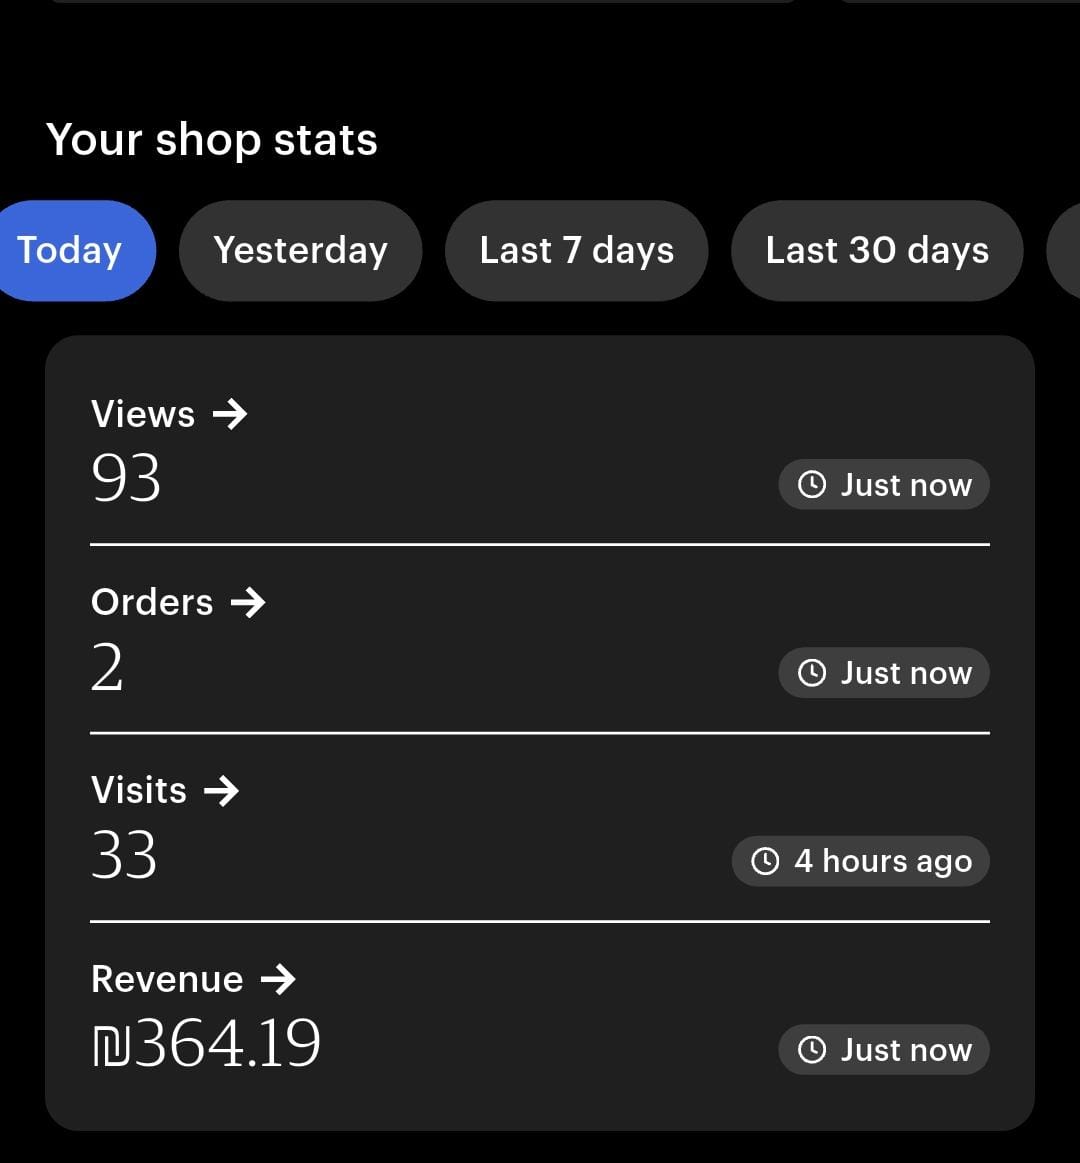 Your shop stats
Today Yesterday Last 7 days Last 30 days
Views →
93
Just now
Orders →
2
Just now
Visits →
33
4 hours ago
Revenue →
₪364.19
Just now